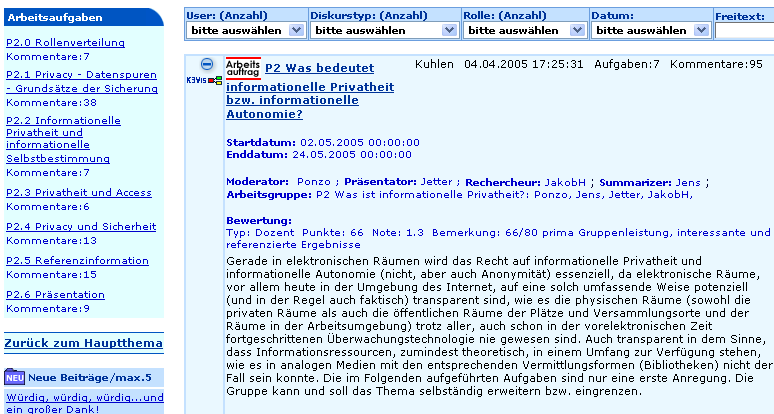 Arbeitsaufgaben
P2.0 Rollenverteilung
Kommentare:7
P2.1 Privacy - Datenspuren
- Grundsätze der Sicherung
Kommentare:38
P2.2 Informationelle
Privatheit und
informationelle
Selbstbestimmung
Kommentare:7
P2.3 Privatheit und Access
Kommentare:6
P2.4 Privacy und Sicherheit
Kommentare:13
P2.5 Referenzinformation
Kommentare:15
P2.6 Präsentation
Kommentare:9
Zurück zum Hauptthema
NEU Neue Beiträge/max.5
Würdig, würdig, würdig...und
ein großer Dank!
User: (Anzahl) Diskurstyp: (Anzahl) Rolle: (Anzahl) Datum: Freitext:
bitte auswählen bitte auswählen bitte auswählen bitte auswählen
K3Vis Arbeits auftrag P2 Was bedeutet Kuhlen 04.04.2005 17:25:31 Aufgaben:7 Kommentare:95
informationelle Privatheit
bzw. informationelle
Autonomie?
Startdatum: 02.05.2005 00:00:00
Enddatum: 24.05.2005 00:00:00
Moderator: Ponzo ; Präsentator: Jetter ; Rechercheur: JakobH ; Summarizer: Jens ;
Arbeitsgruppe: P2 Was ist informationelle Privatheit?: Ponzo, Jens, Jetter, JakobH,
Bewertung:
Typ: Dozent Punkte: 66 Note: 1.3 Bemerkung: 66/80 prima Gruppenleistung, interessante und
referenzierte Ergebnisse
Gerade in elektronischen Räumen wird das Recht auf informationelle Privatheit und
informationelle Autonomie (nicht, aber auch Anonymität) essenziell, da elektronische Räume,
vor allem heute in der Umgebung des Internet, auf eine solch umfassende Weise potenziell
(und in der Regel auch faktisch) transparent sind, wie es die physischen Räume (sowohl die
privaten Räume als auch die öffentlichen Räume der Plätze und Versammlungsorte und der
Räume in der Arbeitsumgebung) trotz aller, auch schon in der vorelektronischen Zeit
fortgeschrittenen Überwachungstechnologie nie gewesen sind. Auch transparent in dem Sinne,
dass Informationsressourcen, zumindest theoretisch, in einem Umfang zur Verfügung stehen,
wie es in analogen Medien mit den entsprechenden Vermittlungsformen (Bibliotheken) nicht der
Fall sein konnte. Die im Folgenden aufgeführten Aufgaben sind nur eine erste Anregung. Die
Gruppe kann und soll das Thema selbständig erweitern bzw. eingrenzen.